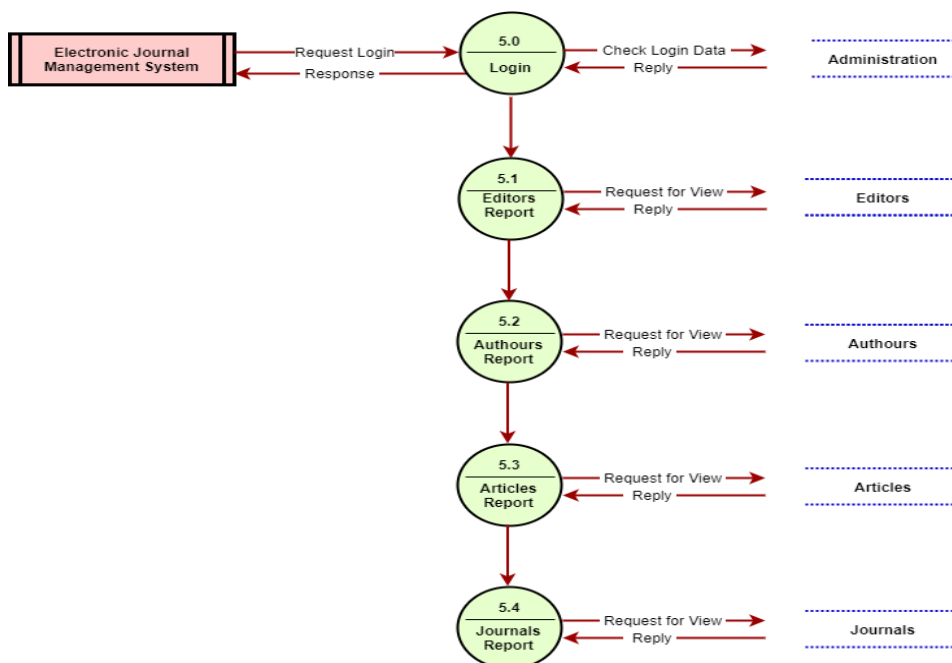 Electronic Journal
Management System
Request Login
Response
5.0
Login
Check Login Data
Reply
Administration
5.1
Editors
Report
Request for View
Reply
Editors
5.2
Authours
Report
Request for View
Reply
Authours
5.3
Articles
Report
Request for View
Reply
Articles
5.4
Journals
Report
Request for View
Reply
Journals